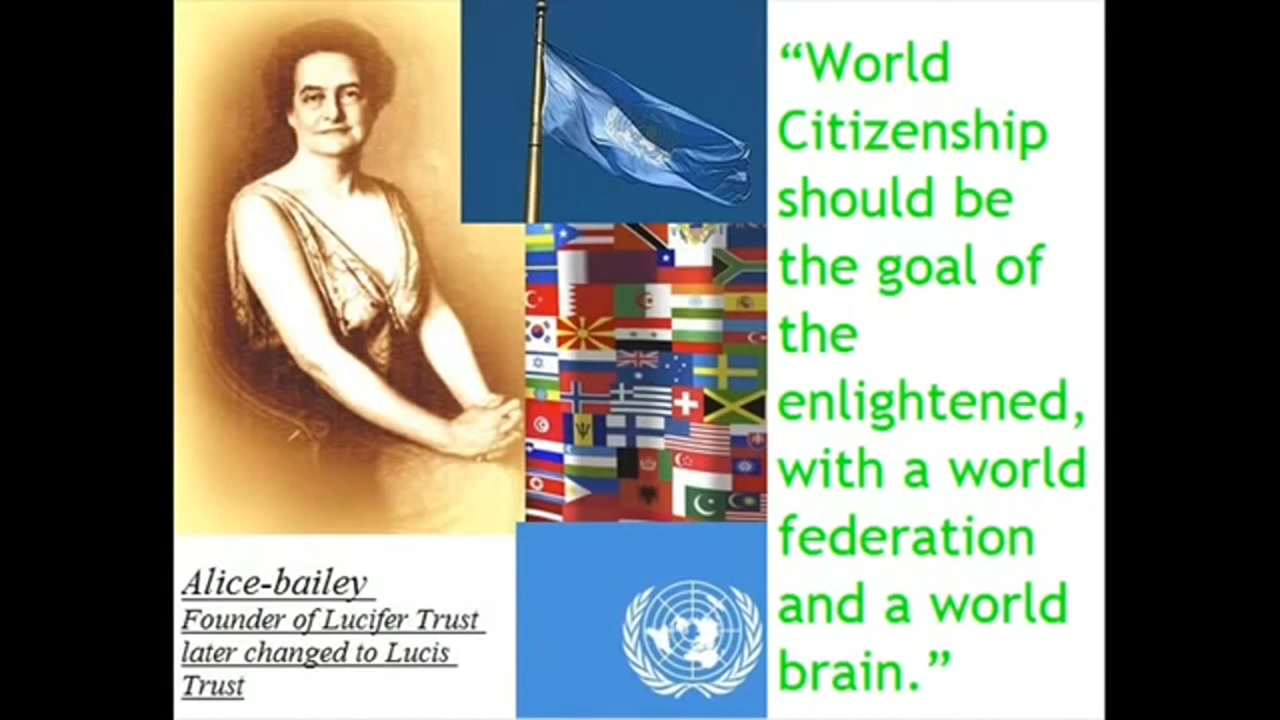 Alice-bailey
Founder of Lucifer Trust
later changed to Lucis
Trust
“World
Citizenship
should be
the goal of
the
enlightened,
with a world
federation
and a world
brain.”